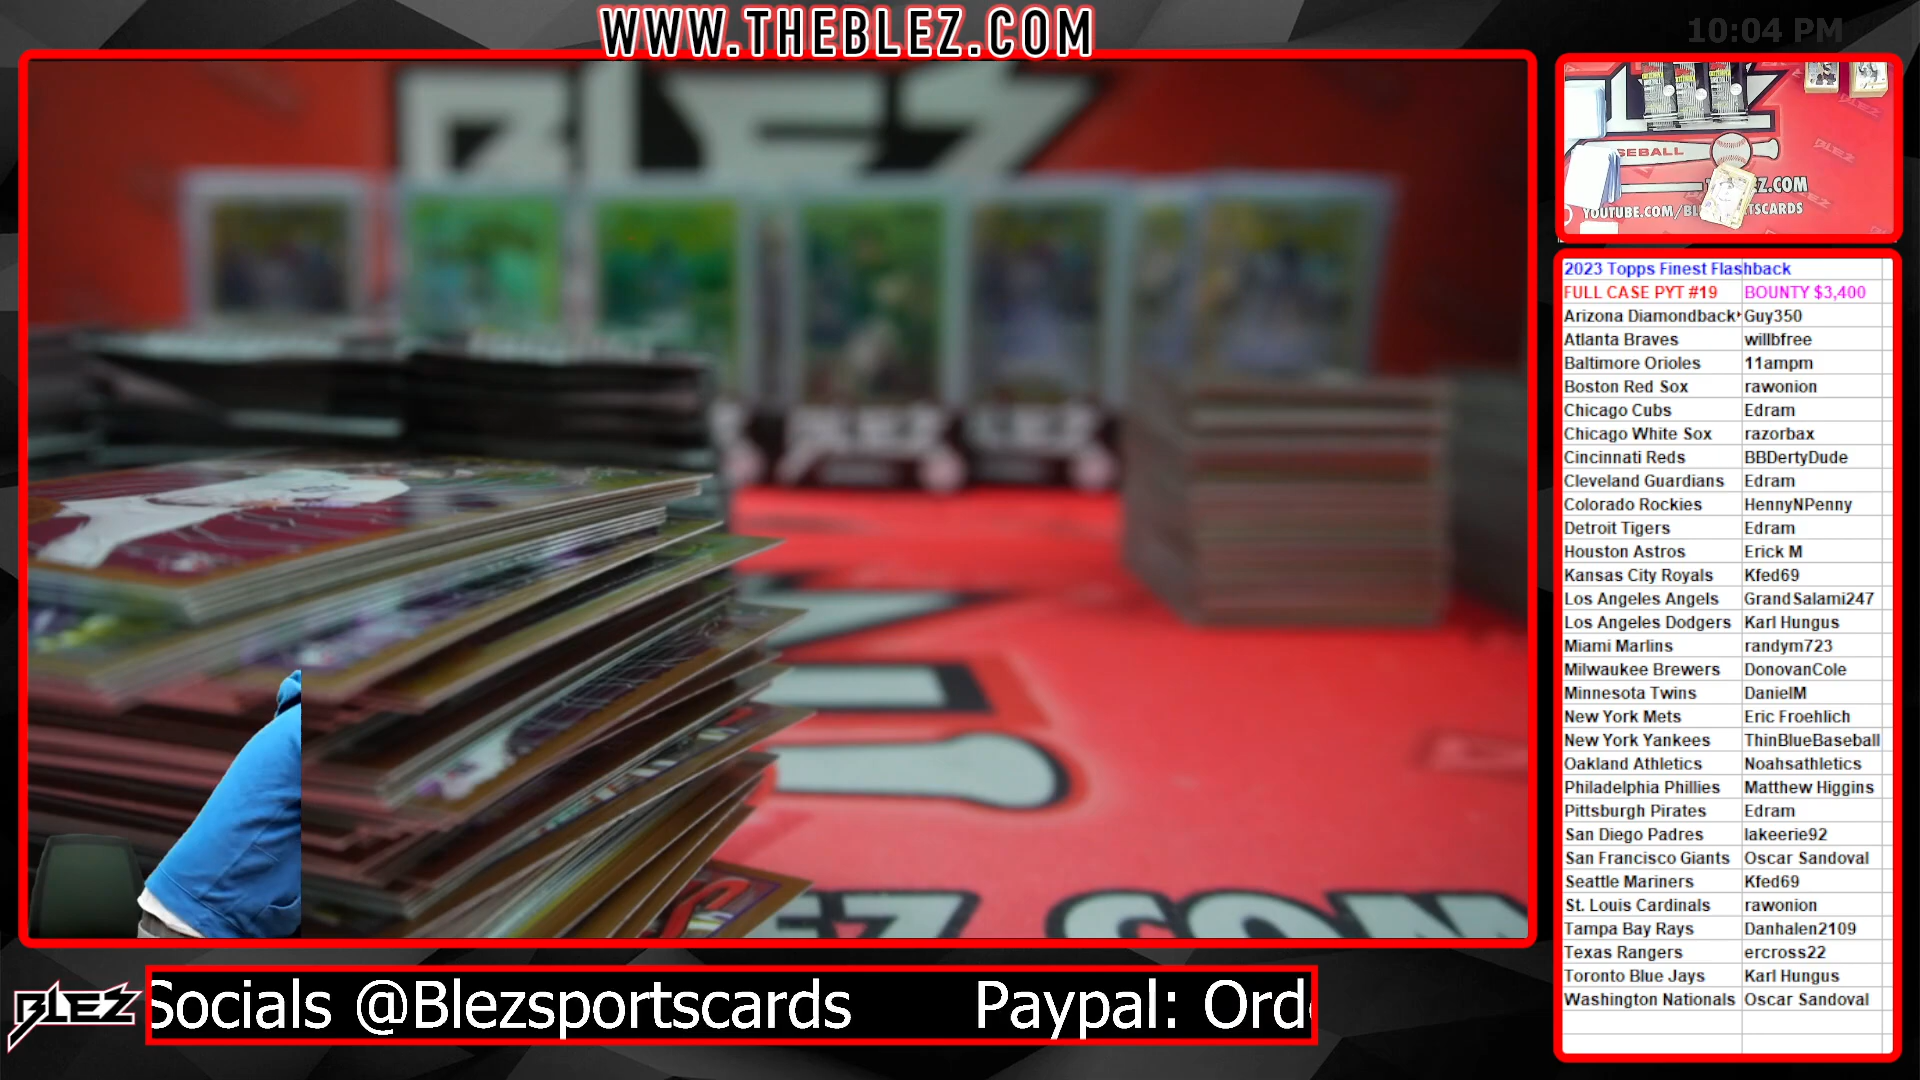 WWW.THEBLEZ.COM
10:04 PM
BLEZ
SEBALL
YOUTUBE.COM/BL
2023 Topps Finest Flashback
FULL CASE PYT #19 BOUNTY $3,400
Arizona Diamondback Guy350
Atlanta Braves willbfree
Baltimore Orioles 11ampm
Boston Red Sox rawonion
Chicago Cubs Edram
Chicago White Sox razorbax
Cincinnati Reds BBDertyDude
Cleveland Guardians Edram
Colorado Rockies HennyNPenny
Detroit Tigers Edram
Houston Astros Erick M
Kansas City Royals Kfed69
Los Angeles Angels GrandSalami247
Los Angeles Dodgers Karl Hungus
Miami Marlins randym723
Milwaukee Brewers DonovanCole
Minnesota Twins DanielM
New York Mets Eric Froehlich
New York Yankees ThinBlueBaseball
Oakland Athletics Noahsathletics
Philadelphia Phillies Matthew Higgins
Pittsburgh Pirates Edram
San Diego Padres lakeerie92
San Francisco Giants Oscar Sandoval
Seattle Mariners Kfed69
St. Louis Cardinals rawonion
Tampa Bay Rays Danhalen2109
Texas Rangers ercross22
Toronto Blue Jays Karl Hungus
Washington Nationals Oscar Sandoval
BLEZ
Socials @Blezsportscards Paypal: Ord